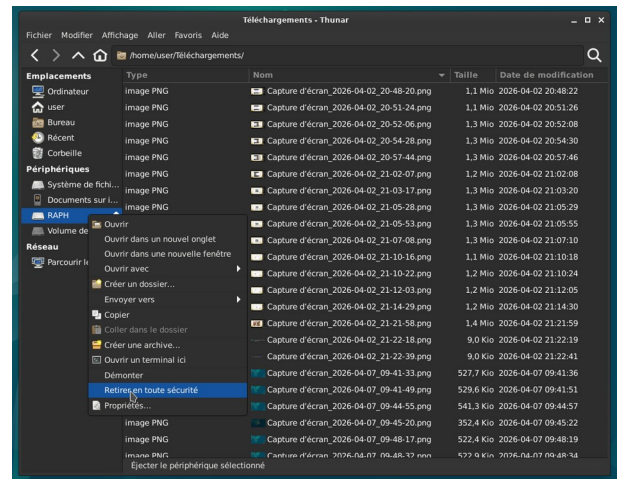 Téléchargements - Thunar
Fichier Modifier Affichage Aller Favoris Aide
/home/user/Téléchargements/
Emplacements
Ordinateur
user
Bureau
Récent
Corbeille
Périphériques
Système de fichi...
Documents sur i...
RAPH
Volume de
Réseau
Parcourir le
Type Nom Taille Date de modification
image PNG Capture d'écran_2026-04-02_20-48-20.png 1,1 Mio 2026-04-02 20:48:22
image PNG Capture d'écran_2026-04-02_20-51-24.png 1,1 Mio 2026-04-02 20:51:26
image PNG Capture d'écran_2026-04-02_20-52-06.png 1,3 Mio 2026-04-02 20:52:08
image PNG Capture d'écran_2026-04-02_20-54-28.png 1,3 Mio 2026-04-02 20:54:30
image PNG Capture d'écran_2026-04-02_20-57-44.png 1,3 Mio 2026-04-02 20:57:46
image PNG Capture d'écran_2026-04-02_21-02-07.png 1,2 Mio 2026-04-02 21:02:08
image PNG Capture d'écran_2026-04-02_21-03-17.png 1,3 Mio 2026-04-02 21:03:20
image PNG Capture d'écran_2026-04-02_21-05-28.png 1,3 Mio 2026-04-02 21:05:29
Capture d'écran_2026-04-02_21-05-53.png 1,3 Mio 2026-04-02 21:05:55
Capture d'écran_2026-04-02_21-07-08.png 1,3 Mio 2026-04-02 21:07:10
Capture d'écran_2026-04-02_21-10-16.png 1,1 Mio 2026-04-02 21:10:18
Capture d'écran_2026-04-02_21-10-22.png 1,2 Mio 2026-04-02 21:10:24
Capture d'écran_2026-04-02_21-12-03.png 1,2 Mio 2026-04-02 21:12:05
Capture d'écran_2026-04-02_21-14-29.png 1,2 Mio 2026-04-02 21:14:30
Capture d'écran_2026-04-02_21-21-58.png 1,4 Mio 2026-04-02 21:21:59
Capture d'écran_2026-04-02_21-22-18.png 9,0 Kio 2026-04-02 21:22:19
Capture d'écran_2026-04-02_21-22-39.png 9,0 Kio 2026-04-02 21:22:41
Capture d'écran_2026-04-07_09-41-33.png 527,7 Kio 2026-04-07 09:41:36
Capture d'écran_2026-04-07_09-41-49.png 529,6 Kio 2026-04-07 09:41:51
Capture d'écran_2026-04-07_09-44-55.png 541,3 Kio 2026-04-07 09:44:57
image PNG Capture d'écran_2026-04-07_09-45-20.png 352,4 Kio 2026-04-07 09:45:22
image PNG Capture d'écran_2026-04-07_09-48-17.png 522,4 Kio 2026-04-07 09:48:19
image PNG Capture d'écran_2026-04-07_09-48-32.png 522,9 Kio 2026-04-07 09:48:34
Ouvrir
Ouvrir dans un nouvel onglet
Ouvrir dans une nouvelle fenêtre
Ouvrir avec
Créer un dossier...
Envoyer vers
Copier
Coller dans le dossier
Créer une archive...
Ouvrir un terminal ici
Démonter
Retirer en toute sécurité
Propriétés...
Éjecter le périphérique sélectionné